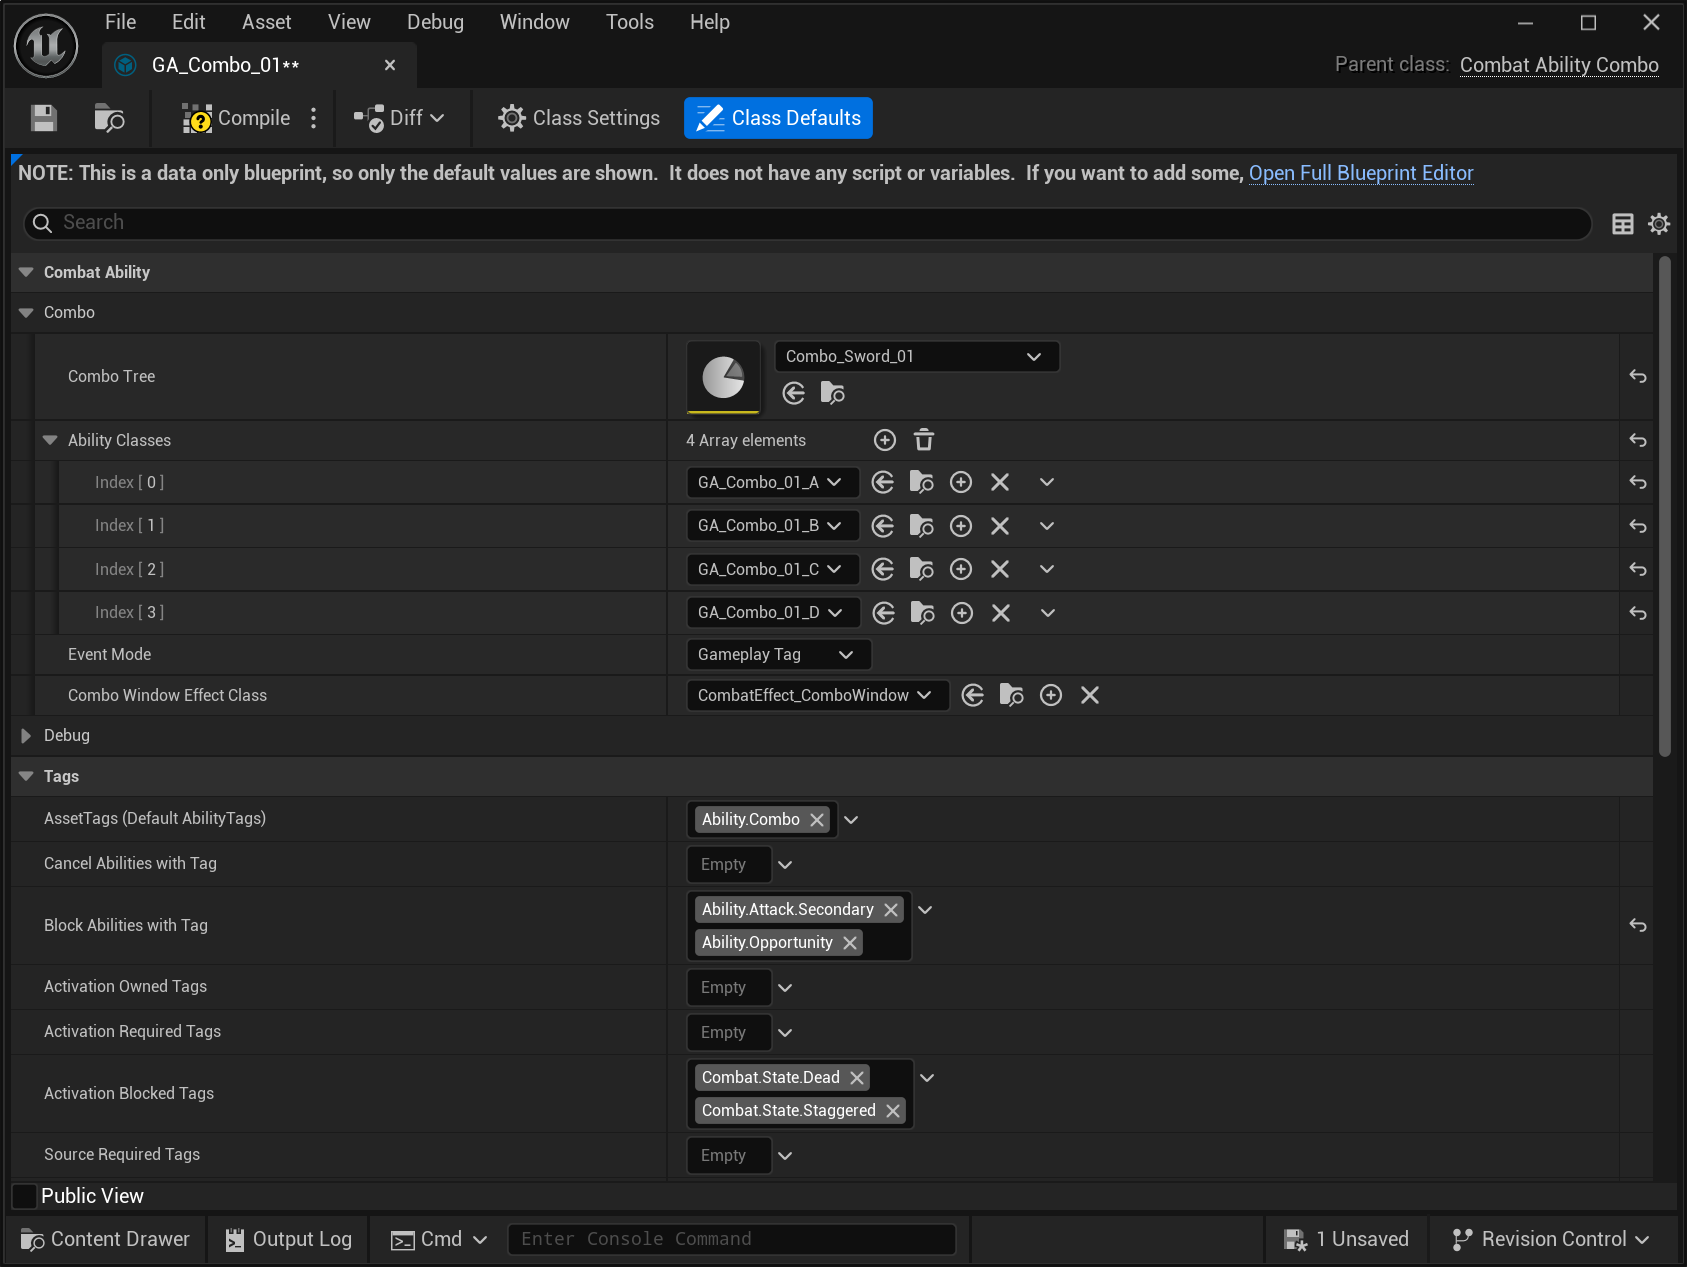 File Edit Asset View Debug Window Tools Help
GA_Combo_01**
Parent class: Combat Ability Combo
Compile Diff Class Settings Class Defaults
NOTE: This is a data only blueprint, so only the default values are shown. It does not have any script or variables. If you want to add some, Open Full Blueprint Editor
Search
Combat Ability
Combo
Combo Tree Combo_Sword_01
Ability Classes 4 Array elements
Index [ 0 ] GA_Combo_01_A
Index [ 1 ] GA_Combo_01_B
Index [ 2 ] GA_Combo_01_C
Index [ 3 ] GA_Combo_01_D
Event Mode Gameplay Tag
Combo Window Effect Class CombatEffect_ComboWindow
Debug
Tags
AssetTags (Default AbilityTags) Ability.Combo
Cancel Abilities with Tag Empty
Block Abilities with Tag Ability.Attack.Secondary
Ability.Opportunity
Activation Owned Tags Empty
Activation Required Tags Empty
Activation Blocked Tags Combat.State.Dead
Combat.State.Staggered
Source Required Tags Empty
Public View
Content Drawer Output Log Cmd Enter Console Command 1 Unsaved Revision Control